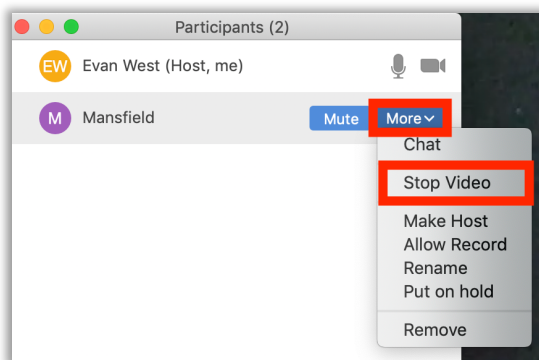 Participants (2)
EW Evan West (Host, me)
M Mansfield Mute More
Chat
Stop Video
Make Host
Allow Record
Rename
Put on hold
Remove